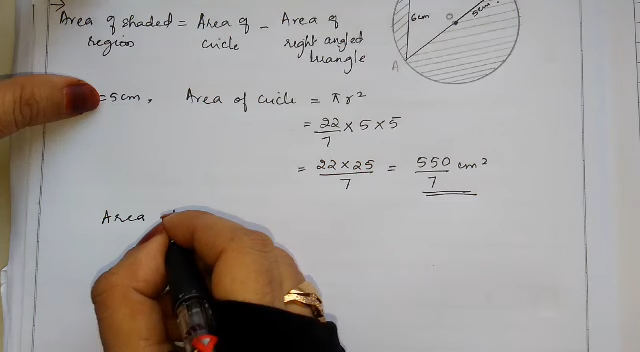 Area of shaded = Area of - Area of
region circle right angled
triangle
6cm
O
5cm
A
=5cm, Area of circle = πr²
= 22/7 × 5 × 5
= 22 × 25/7 = 550/7 cm²
Area